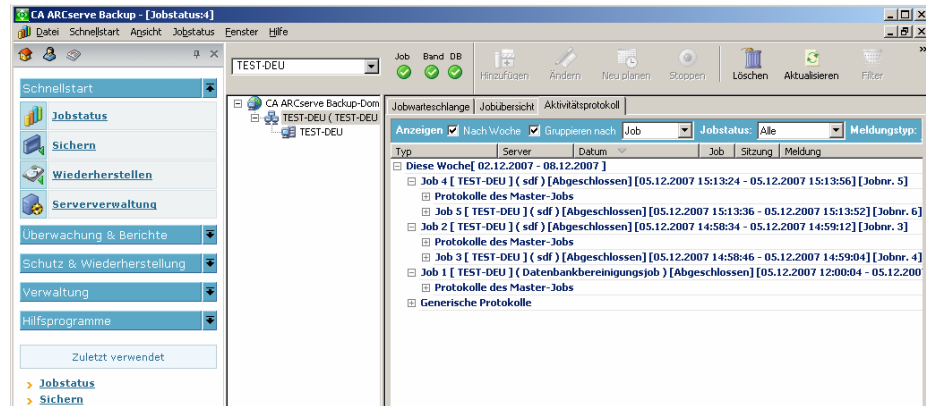 CA ARCserve Backup - [Jobstatus:4]
Datei Schnellstart Ansicht Jobstatus Fenster Hilfe
TEST-DEU
Job Band DB
Hinzufügen Ändern Neu planen Stoppen Löschen Aktualisieren Filter
Schnellstart
Jobstatus
Sichern
Wiederherstellen
Serververwaltung
Überwachung & Berichte
Schutz & Wiederherstellung
Verwaltung
Hilfsprogramme
Zuletzt verwendet
Jobstatus
Sichern
CA ARCserve Backup-Dom
TEST-DEU ( TEST-DEU
TEST-DEU
Jobwarteschlange Jobübersicht Aktivitätsprotokoll
Anzeigen Nach Woche Gruppieren nach Job Jobstatus: Alle Meldungstyp:
Typ Server Datum Job Sitzung Meldung
Diese Woche[ 02.12.2007 - 08.12.2007 ]
Job 4 [ TEST-DEU ] ( sdf ) [Abgeschlossen] [05.12.2007 15:13:24 - 05.12.2007 15:13:56] [Jobnr. 5]
Protokolle des Master-Jobs
Job 5 [ TEST-DEU ] ( sdf ) [Abgeschlossen] [05.12.2007 15:13:36 - 05.12.2007 15:13:52] [Jobnr. 6]
Job 2 [ TEST-DEU ] ( sdf ) [Abgeschlossen] [05.12.2007 14:58:34 - 05.12.2007 14:59:12] [Jobnr. 3]
Protokolle des Master-Jobs
Job 3 [ TEST-DEU ] ( sdf ) [Abgeschlossen] [05.12.2007 14:58:46 - 05.12.2007 14:59:04] [Jobnr. 4]
Job 1 [ TEST-DEU ] ( Datenbankbereinigungsjob ) [Abgeschlossen] [05.12.2007 12:00:04 - 05.12.200
Protokolle des Master-Jobs
Generische Protokolle